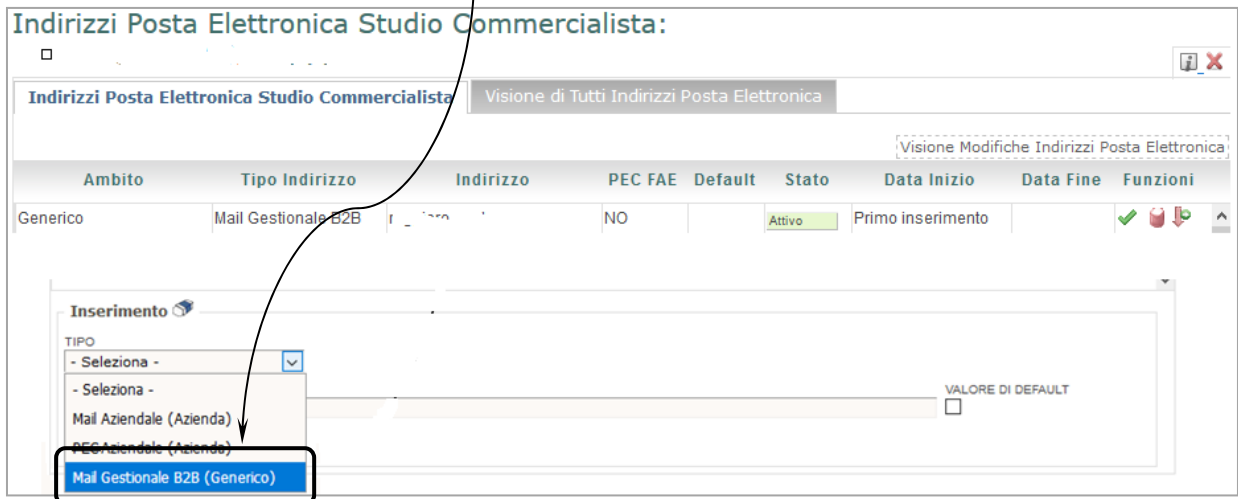 Indirizzi Posta Elettronica Studio Commercialista:
Indirizzi Posta Elettronica Studio Commercialista Visione di Tutti Indirizzi Posta Elettronica
Visione Modifiche Indirizzi Posta Elettronica
Ambito Tipo Indirizzo Indirizzo PEC FAE Default Stato Data Inizio Data Fine Funzioni
Generico Mail Gestionale B2B NO Attivo Primo inserimento
Inserimento
TIPO
- Seleziona -
- Seleziona -
VALORE DI DEFAULT
Mail Aziendale (Azienda)
PEC Aziendale (Azienda)
Mail Gestionale B2B (Generico)